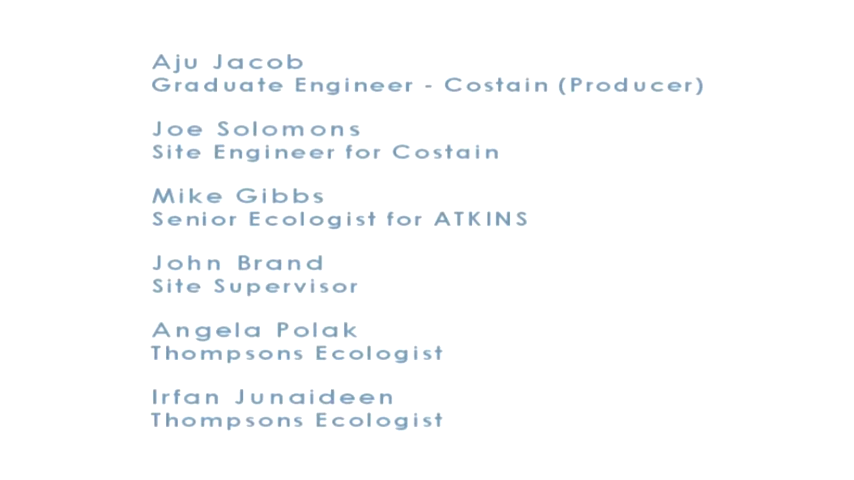 Aju Jacob
Graduate Engineer - Costain (Producer)
Joe Solomons
Site Engineer for Costain
Mike Gibbs
Senior Ecologist for ATKINS
John Brand
Site Supervisor
Angela Polak
Thompsons Ecologist
Irfan Junaideen
Thompsons Ecologist